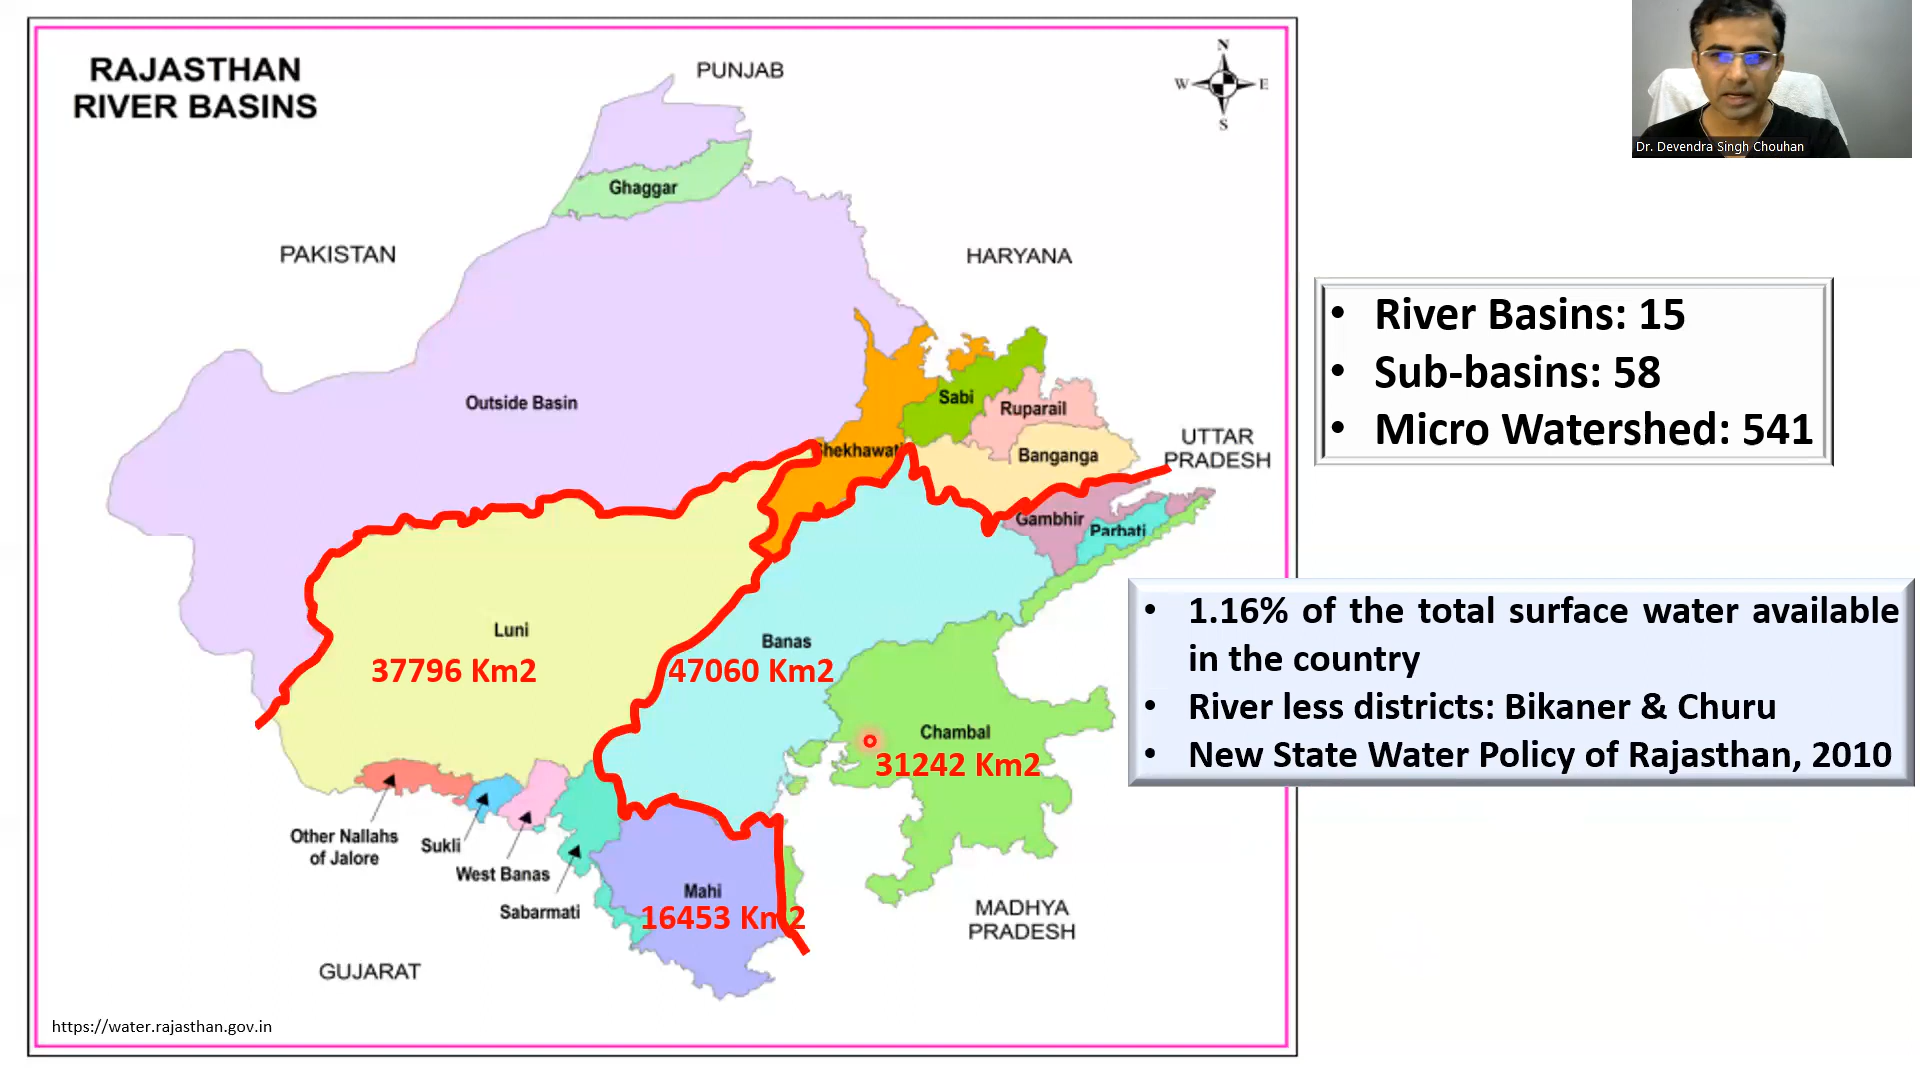 RAJASTHAN
RIVER BASINS
PUNJAB
N
W E
S
Dr. Devendra Singh Chouhan
Ghaggar
PAKISTAN
HARYANA
Outside Basin
Sabi
Ruparail
Shekhawati
Banganga
UTTAR
PRADESH
Gambhir
Parbati
Luni
37796 Km2
Banas
47060 Km2
Chambal
31242 Km2
Other Nallahs
of Jalore
Sukli
West Banas
Sabarmati
Mahi
16453 Km2
MADHYA
PRADESH
GUJARAT
https://water.rajasthan.gov.in
• River Basins: 15
• Sub-basins: 58
• Micro Watershed: 541
• 1.16% of the total surface water available
in the country
• River less districts: Bikaner & Churu
• New State Water Policy of Rajasthan, 2010